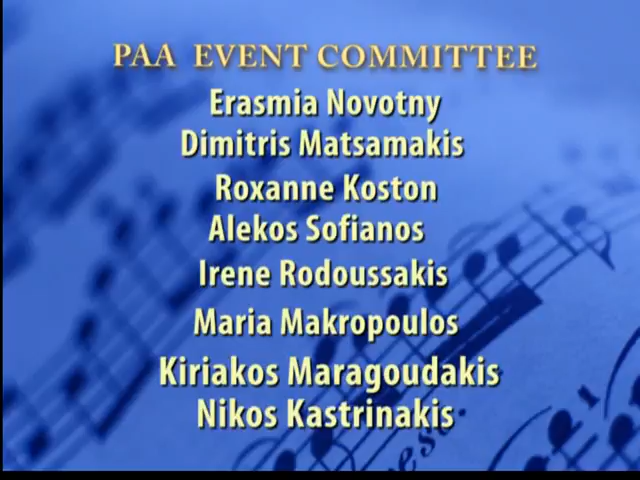 PAA EVENT COMMITTEE
Erasmia Novotny
Dimitris Matsamakis
Roxanne Koston
Alekos Sofianos
Irene Rodoussakis
Maria Makropoulos
Kiriakos Maragoudakis
Nikos Kastrinakis